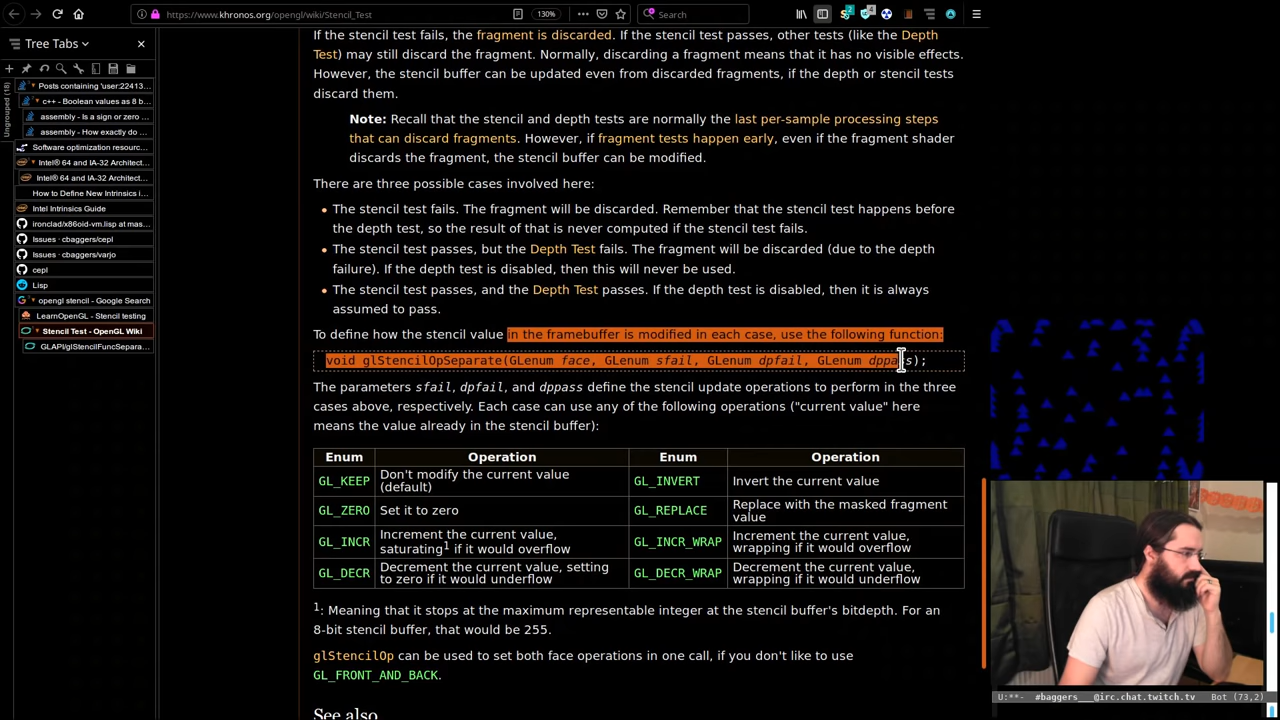 https://www.khronos.org/opengl/wiki/Stencil_Test
130%
Search
2
4
Tree Tabs
Ungrouped (18)
Posts containing 'user:22413...
c++ - Boolean values as 8 b...
assembly - Is a sign or zero ...
assembly - How exactly do ...
Software optimization resourc...
Intel® 64 and IA-32 Architect...
Intel® 64 and IA-32 Architect...
How to Define New Intrinsics i...
Intel Intrinsics Guide
ironclad/x86oid-vm.lisp at mas...
Issues · cbaggers/cepl
Issues · cbaggers/varjo
cepl
Lisp
opengl stencil - Google Search
LearnOpenGL - Stencil testing
Stencil Test - OpenGL Wiki
GLAPI/glStencilFuncSepara...
If the stencil test fails, the fragment is discarded. If the stencil test passes, other tests (like the Depth
Test) may still discard the fragment. Normally, discarding a fragment means that it has no visible effects.
However, the stencil buffer can be updated even from discarded fragments, if the depth or stencil tests
discard them.
Note: Recall that the stencil and depth tests are normally the last per-sample processing steps
that can discard fragments. However, if fragment tests happen early, even if the fragment shader
discards the fragment, the stencil buffer can be modified.
There are three possible cases involved here:
• The stencil test fails. The fragment will be discarded. Remember that the stencil test happens before
the depth test, so the result of that is never computed if the stencil test fails.
• The stencil test passes, but the Depth Test fails. The fragment will be discarded (due to the depth
failure). If the depth test is disabled, then this will never be used.
• The stencil test passes, and the Depth Test passes. If the depth test is disabled, then it is always
assumed to pass.
To define how the stencil value in the framebuffer is modified in each case, use the following function:
void glStencilOpSeparate(GLenum face, GLenum sfail, GLenum dpfail, GLenum dppass);
The parameters sfail, dpfail, and dppass define the stencil update operations to perform in the three
cases above, respectively. Each case can use any of the following operations ("current value" here
means the value already in the stencil buffer):
Enum Operation Enum Operation
GL_KEEP Don't modify the current value (default) GL_INVERT Invert the current value
GL_ZERO Set it to zero GL_REPLACE Replace with the masked fragment value
GL_INCR Increment the current value, saturating1 if it would overflow GL_INCR_WRAP Increment the current value, wrapping if it would overflow
GL_DECR Decrement the current value, setting to zero if it would underflow GL_DECR_WRAP Decrement the current value, wrapping if it would underflow
1: Meaning that it stops at the maximum representable integer at the stencil buffer's bitdepth. For an
8-bit stencil buffer, that would be 255.
glStencilOp can be used to set both face operations in one call, if you don't like to use
GL_FRONT_AND_BACK.
See also
U:**- #baggers___@irc.chat.twitch.tv Bot (73,2)